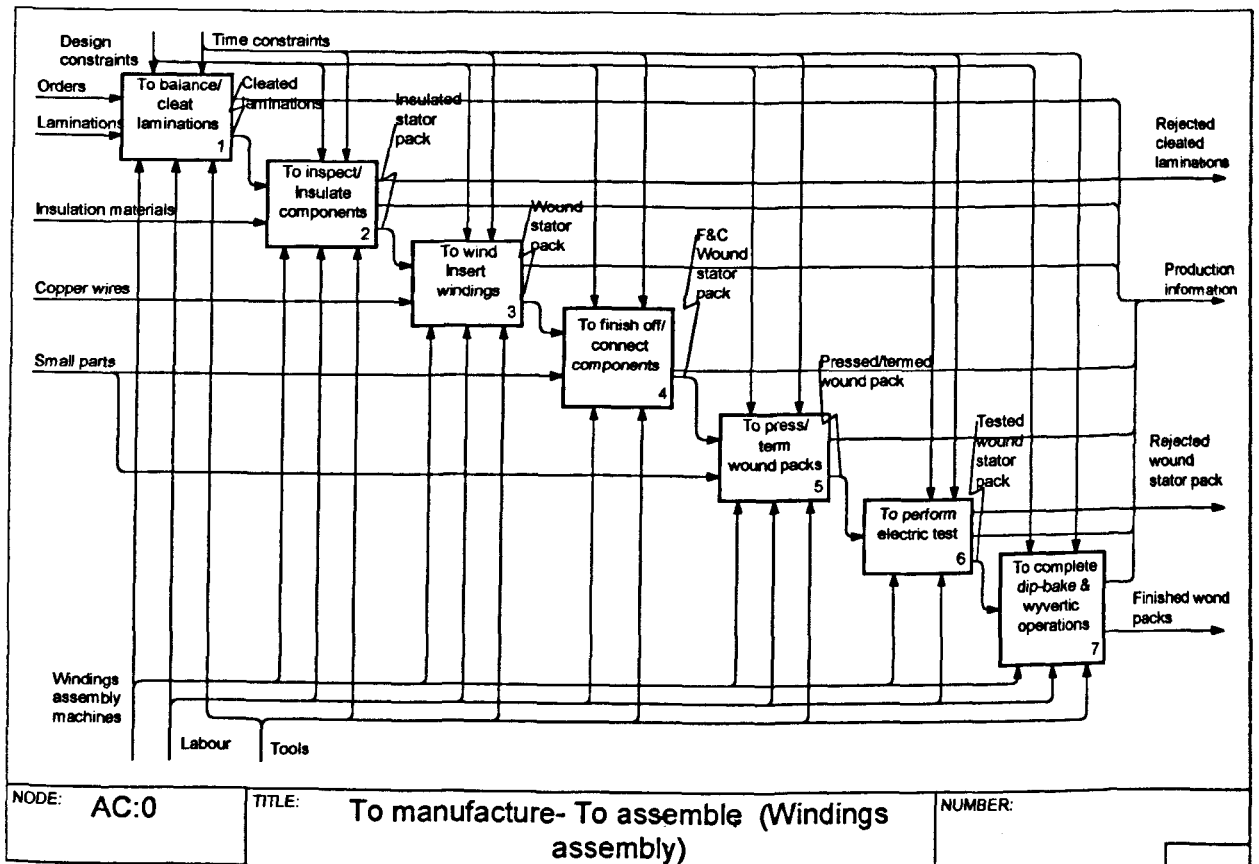 Design
constraints
Time constraints
Orders
Laminations
To balance/
cleat
laminations
1
Cleated
laminations
Insulated
stator
pack
Rejected
cleated
laminations
To inspect/
Insulate
components
2
Insulation materials
Wound
stator
pack
To wind
Insert
windings
3
F&C
Wound
stator
pack
Production
information
Copper wires
To finish off/
connect
components
4
Small parts
Pressed/termed
wound pack
To press/
term
wound packs
5
Tested
wound
stator
pack
Rejected
wound
stator pack
To perform
electric test
6
To complete
dip-bake &
wyvertic
operations
7
Finished wond
packs
Windings
assembly
machines
Labour
Tools
NODE:
AC:0
TITLE:
To manufacture- To assemble (Windings
assembly)
NUMBER: